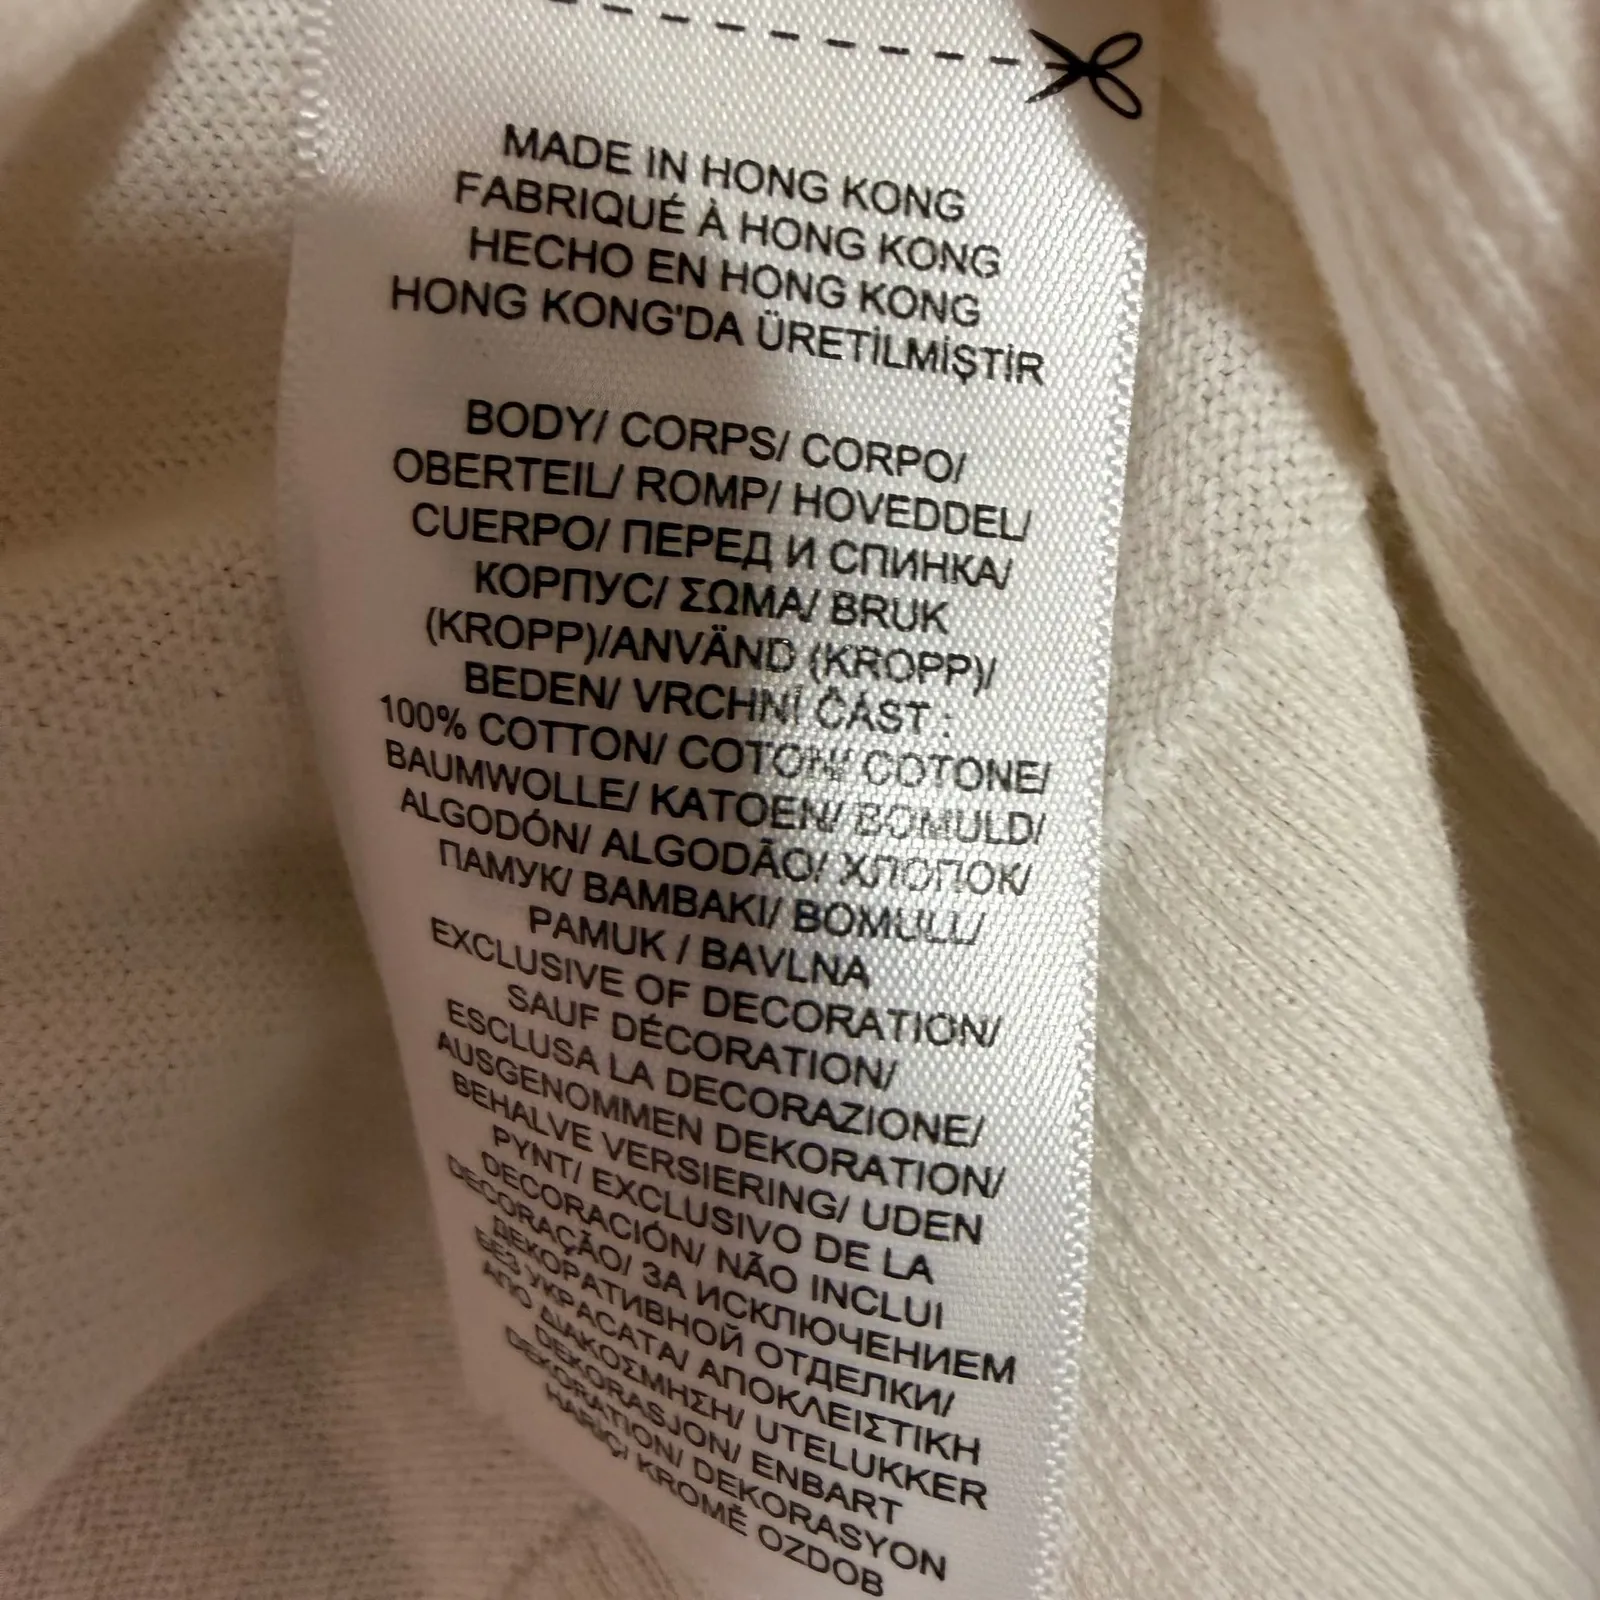 MADE IN HONG KONG
FABRIQUÉ À HONG KONG
HECHO EN HONG KONG
HONG KONG'DA ÜRETİLMİŞTİR
BODY/ CORPS/ CORPO/
OBERTEIL/ ROMP/ HOVEDDEL/
CUERPO/ ПЕРЕД И СПИНКА/
КОРПУС/ ΣΩΜΑ/ BRUK
(KROPP)/ANVÄND (KROPP)/
BEDEN/ VRCHNÍ ČÁST :
100% COTTON/ COTON/ COTONE/
BAUMWOLLE/ KATOEN/ BOMULD/
ALGODÓN/ ALGODÃO/ ХЛОПОК/
ПАМУК/ BAMBAKI/ BOMULL/
PAMUK / BAVLNA
EXCLUSIVE OF DECORATION/
SAUF DÉCORATION/
ESCLUSA LA DECORAZIONE/
AUSGENOMMEN DEKORATION/
BEHALVE VERSIERING/ UDEN
PYNT/ EXCLUSIVO DE LA
DECORACIÓN/ NÃO INCLUI
DECORAÇÃO/ ЗА ИСКЛЮЧЕНИЕМ
ДЕКОРАТИВНОЙ ОТДЕЛКИ/
БЕЗ УКРАСАТА/ ΑΠΟΚΛΕΙΣΤΙΚΗ
ΑΠΟ ΔΙΑΚΟΣΜΗΣΗ/ UTELUKKER
DEKORASJON/ ENBART
DEKORATION/ DEKORASYON
HARİÇ/ KROMĚ OZDOB